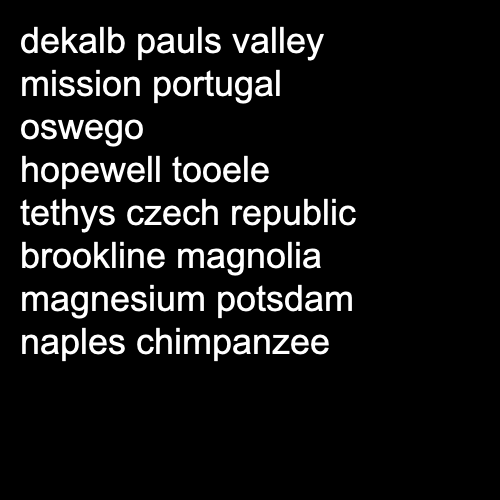 dekalb pauls valley
mission portugal
oswego
hopewell tooele
tethys czech republic
brookline magnolia
magnesium potsdam
naples chimpanzee